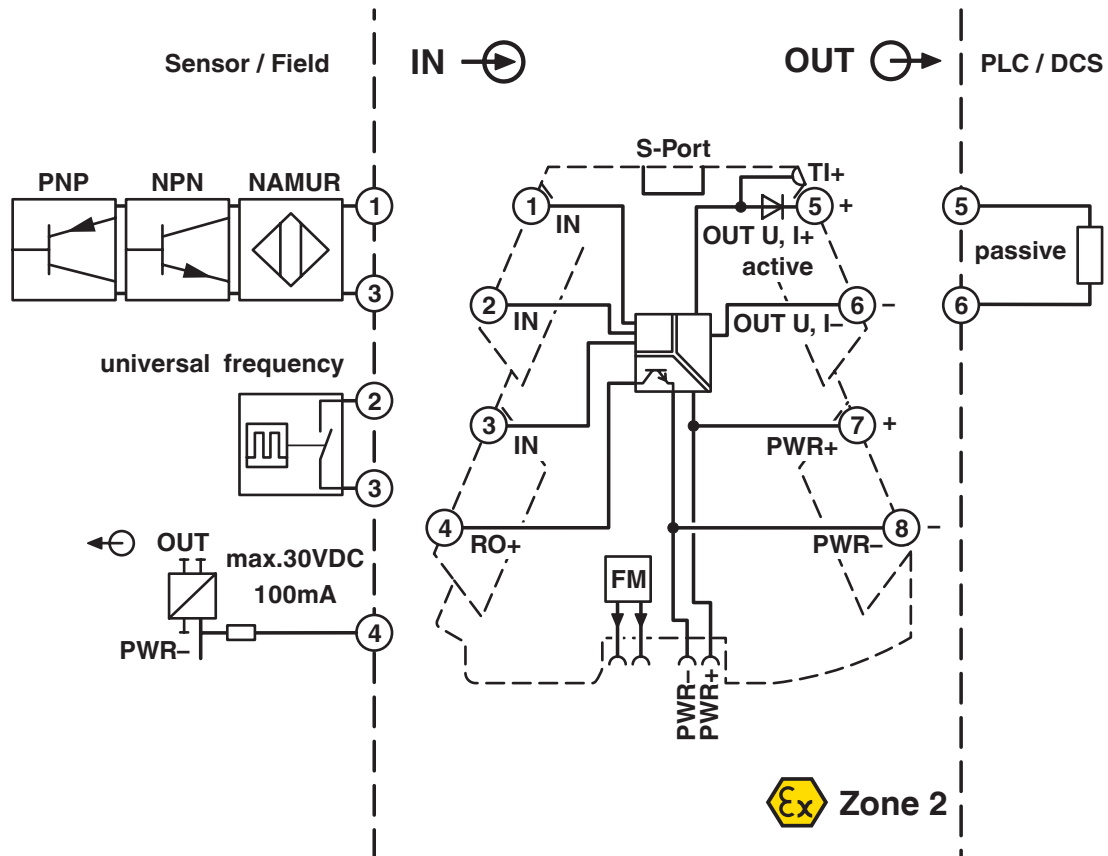 Sensor / Field
IN
OUT
PLC / DCS
PNP
NPN
NAMUR
1
3
universal frequency
2
3
OUT
max.30VDC
100mA
PWR–
4
S-Port
TI+
1
IN
5
+
OUT U, I+
active
2
IN
6
–
OUT U, I–
3
IN
7
+
PWR+
4
RO+
8
–
PWR–
FM
PWR–
PWR+
5
passive
6
Ex
Zone 2